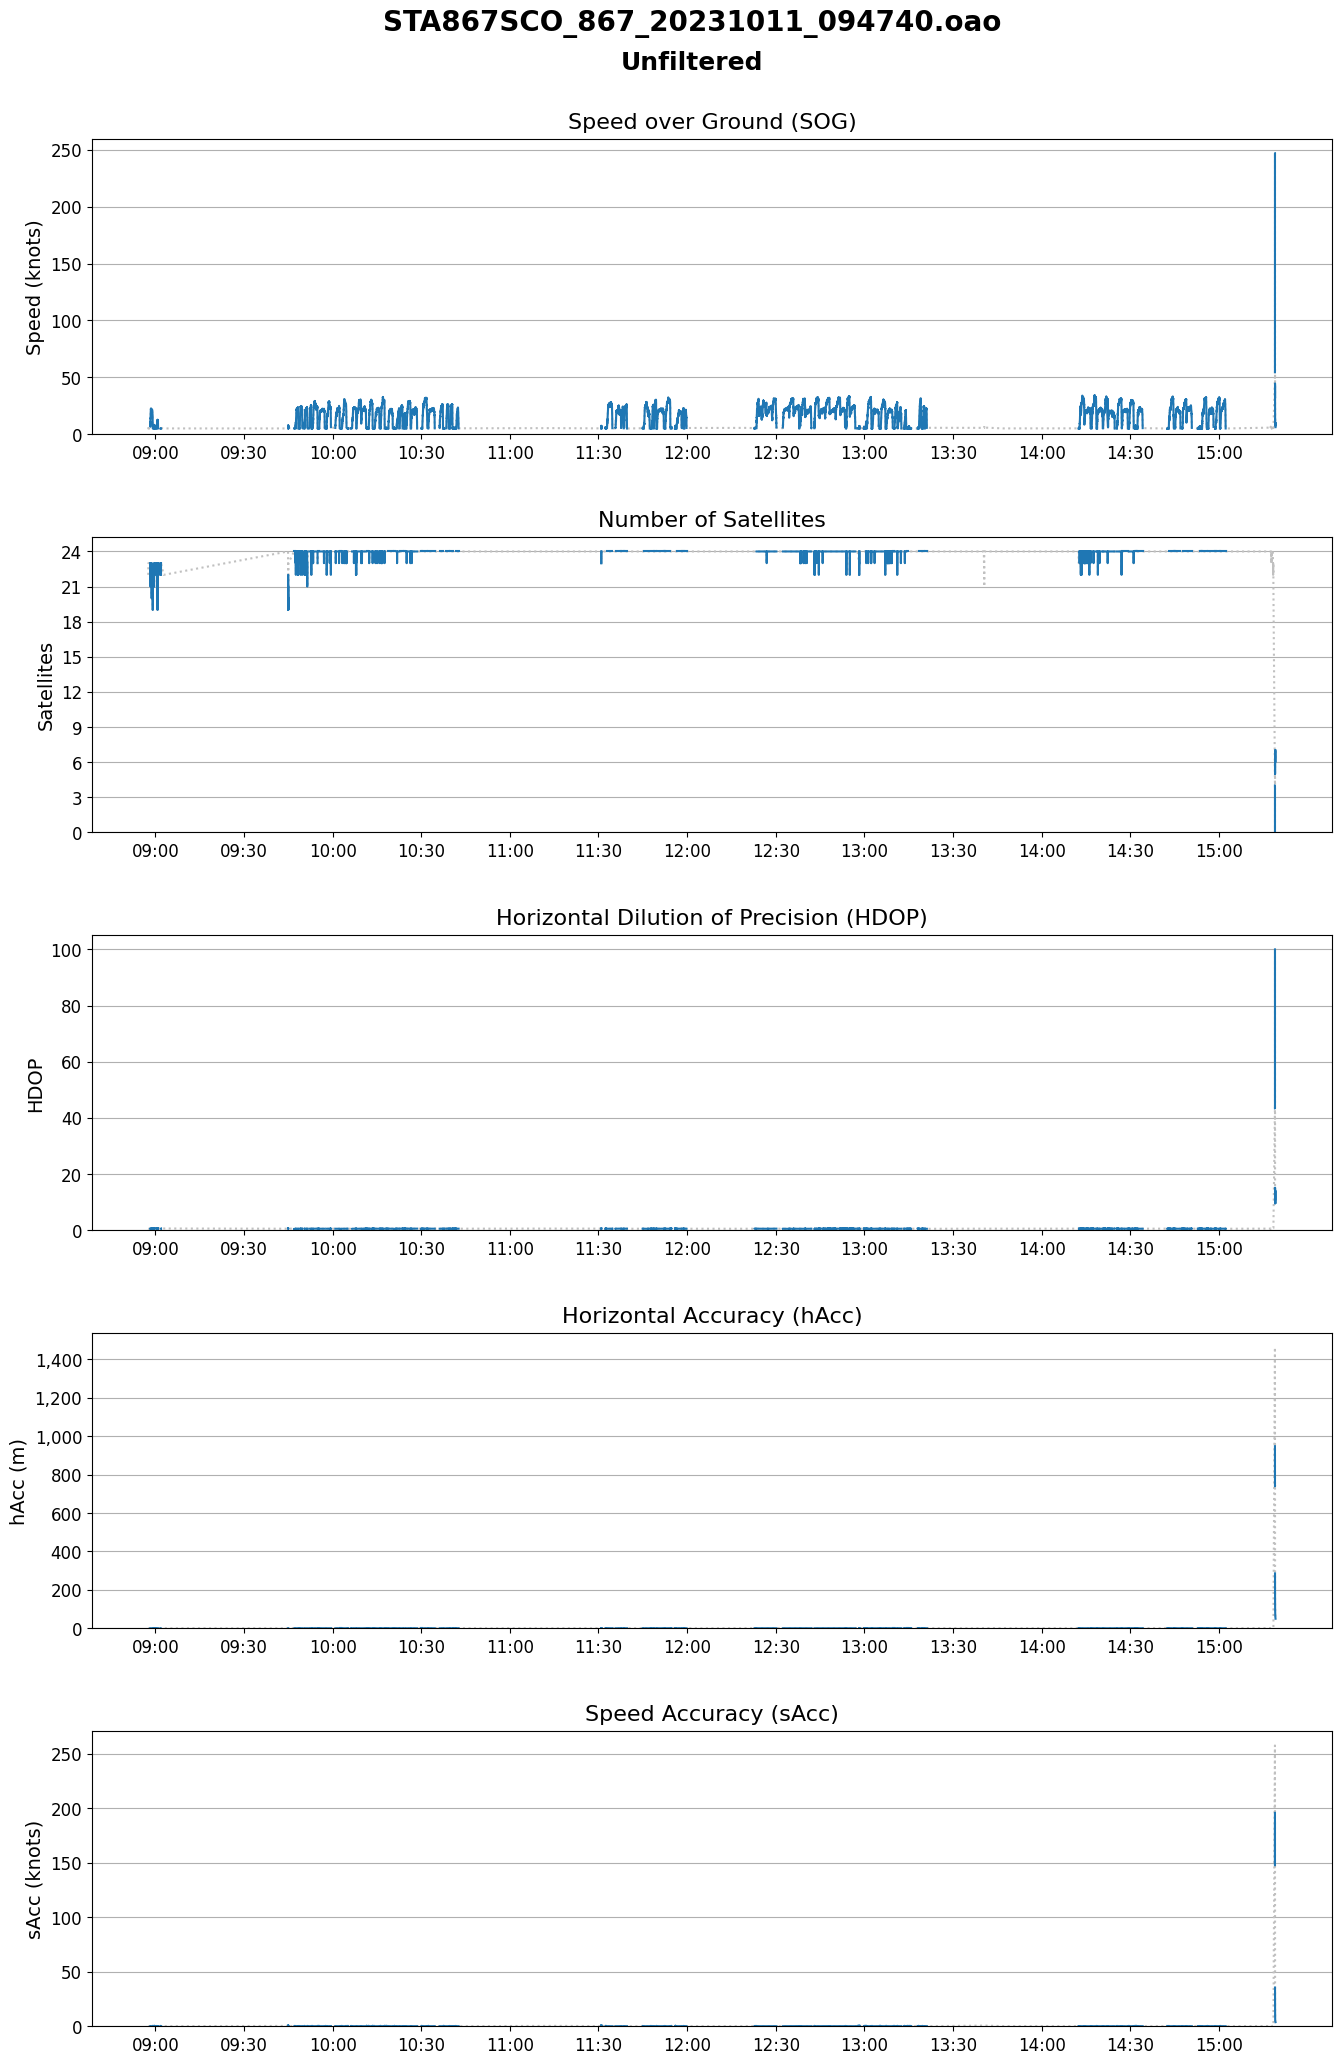 STA867SCO_867_20231011_094740.oao
Unfiltered
Speed over Ground (SOG)
Speed (knots)
250
200
150
100
50
0
09:00 09:30 10:00 10:30 11:00 11:30 12:00 12:30 13:00 13:30 14:00 14:30 15:00
Number of Satellites
Satellites
24
21
18
15
12
9
6
3
0
09:00 09:30 10:00 10:30 11:00 11:30 12:00 12:30 13:00 13:30 14:00 14:30 15:00
Horizontal Dilution of Precision (HDOP)
HDOP
100
80
60
40
20
0
09:00 09:30 10:00 10:30 11:00 11:30 12:00 12:30 13:00 13:30 14:00 14:30 15:00
Horizontal Accuracy (hAcc)
hAcc (m)
1,400
1,200
1,000
800
600
400
200
0
09:00 09:30 10:00 10:30 11:00 11:30 12:00 12:30 13:00 13:30 14:00 14:30 15:00
Speed Accuracy (sAcc)
sAcc (knots)
250
200
150
100
50
0
09:00 09:30 10:00 10:30 11:00 11:30 12:00 12:30 13:00 13:30 14:00 14:30 15:00